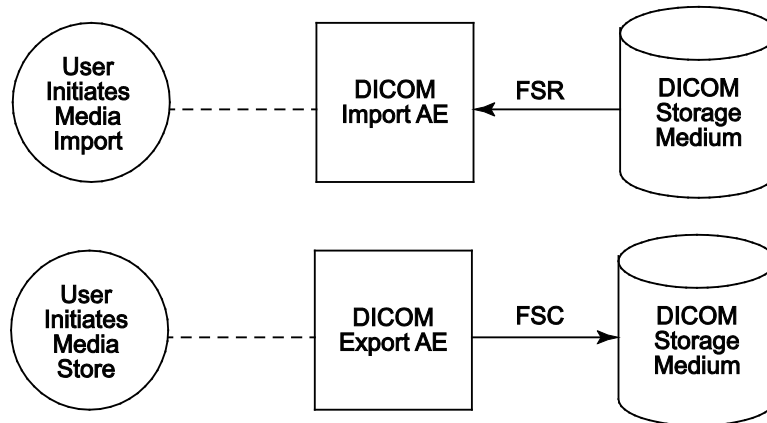 User
Initiates
Media
Import
DICOM
Import AE
FSR
DICOM
Storage
Medium
User
Initiates
Media
Store
DICOM
Export AE
FSC
DICOM
Storage
Medium